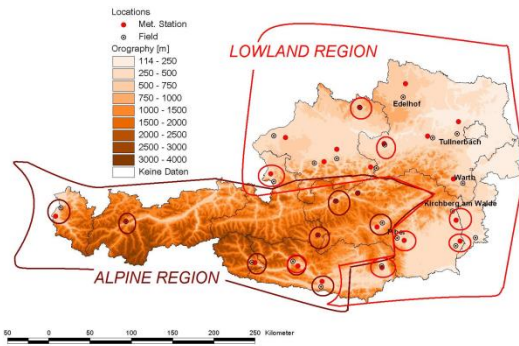 Locations
Met. Station
Field
Orography [m]
114 - 250
250 - 500
500 - 750
750 - 1000
1000 - 1500
1500 - 2000
2000 - 2500
2500 - 3000
3000 - 4000
Keine Daten
LOWLAND REGION
Edelhof
Tullnerbach
Warth
Kirchberg am Walde
ALPINE REGION
50 0 50 100 150 200 250 Kilometer